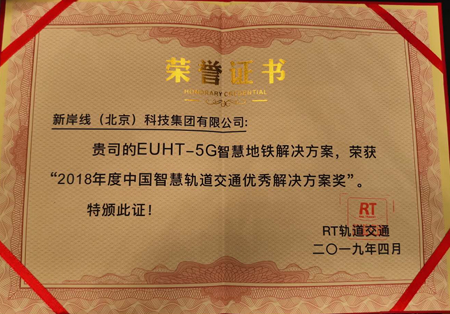 荣誉证书
HONORARY CREDENTIAL
新岸线（北京）科技集团有限公司:
贵司的EUHT-5G智慧地铁解决方案，荣获
“2018年度中国智慧轨道交通优秀解决方案奖”。
特颁此证！
RT
RT轨道交通
二〇一九年四月